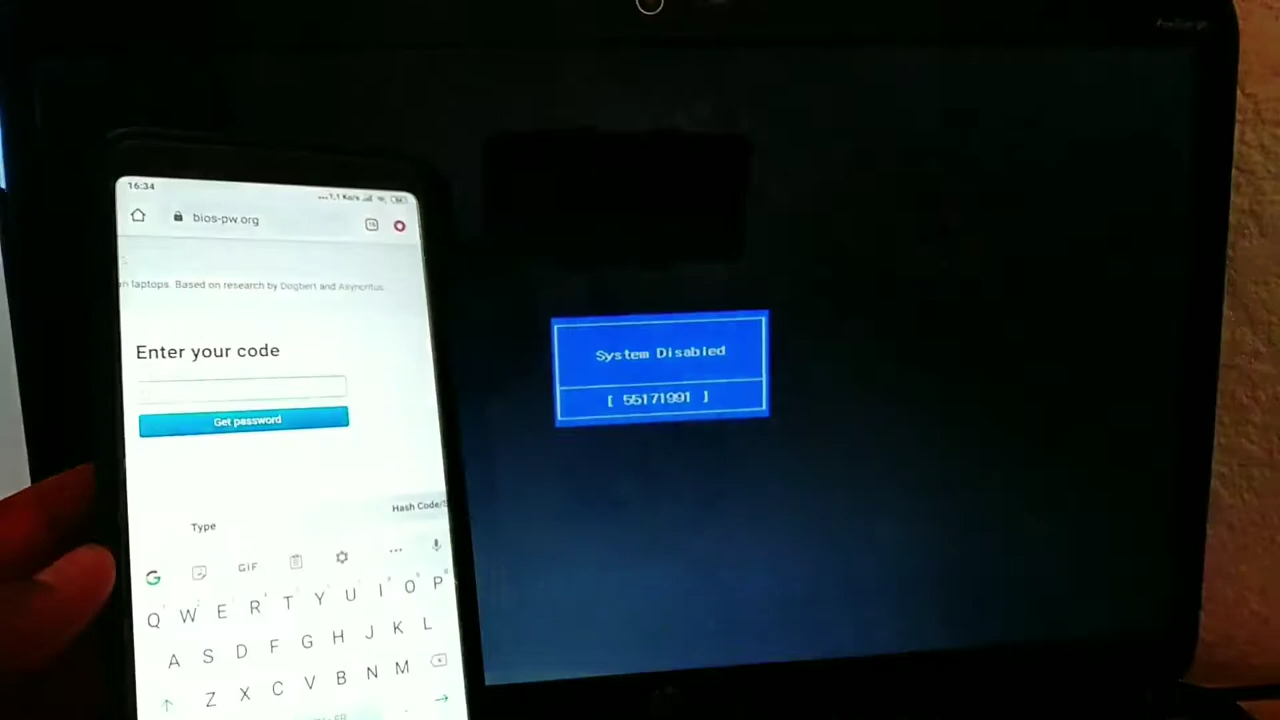 16:34
bios-pw.org
n laptops. Based on research by Dogbert and Asyncritus.
Enter your code
Get password
Type
Hash Code/S
GIF
Q W E R T Y U I O P
A S D F G H J K L
Z X C V B N M
System Disabled
[ 55171991 ]